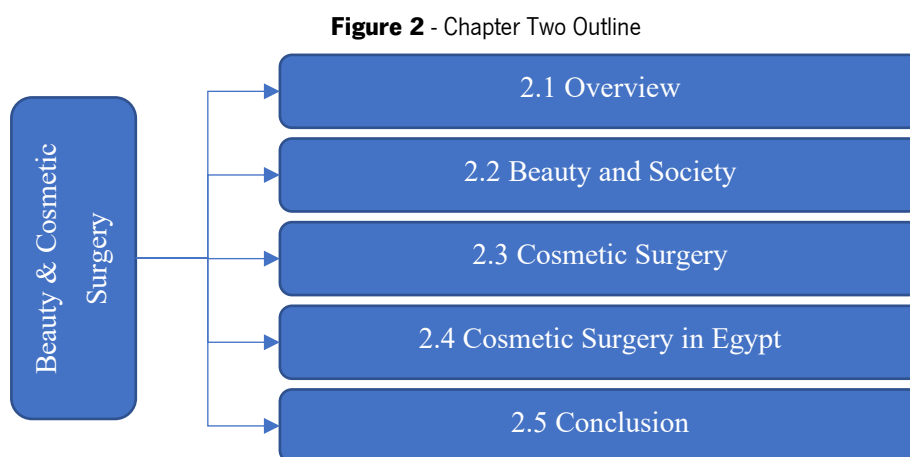 Figure 2 - Chapter Two Outline
Beauty & Cosmetic
Surgery
2.1 Overview
2.2 Beauty and Society
2.3 Cosmetic Surgery
2.4 Cosmetic Surgery in Egypt
2.5 Conclusion